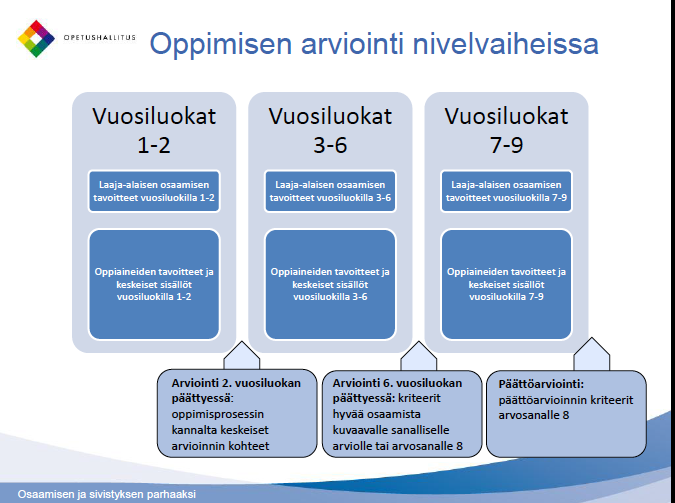 OPETUSHALLITUS
Oppimisen arviointi nivelvaiheissa
Vuosiluokat
1-2
Laaja-alaisen osaamisen
tavoitteet vuosiluokilla 1-2
Oppiaineiden tavoitteet ja
keskeiset sisällöt
vuosiluokilla 1-2
Vuosiluokat
3-6
Laaja-alaisen osaamisen
tavoitteet vuosiluokilla 3-6
Oppiaineiden tavoitteet ja
keskeiset sisällöt
vuosiluokilla 3-6
Vuosiluokat
7-9
Laaja-alaisen osaamisen
tavoitteet vuosiluokilla 7-9
Oppiaineiden tavoitteet ja
keskeiset sisällöt
vuosiluokilla 7-9
Arviointi 2. vuosiluokan
päättyessä:
oppimisprosessin
kannalta keskeiset
arvioinnin kohteet
Arviointi 6. vuosiluokan
päättyessä: kriteerit
hyvää osaamista
kuvaavalle sanalliselle
arviolle tai arvosanalle 8
Päättöarviointi:
päättöarvioinnin kriteerit
arvosanalle 8
Osaamisen ja sivistyksen parhaaksi